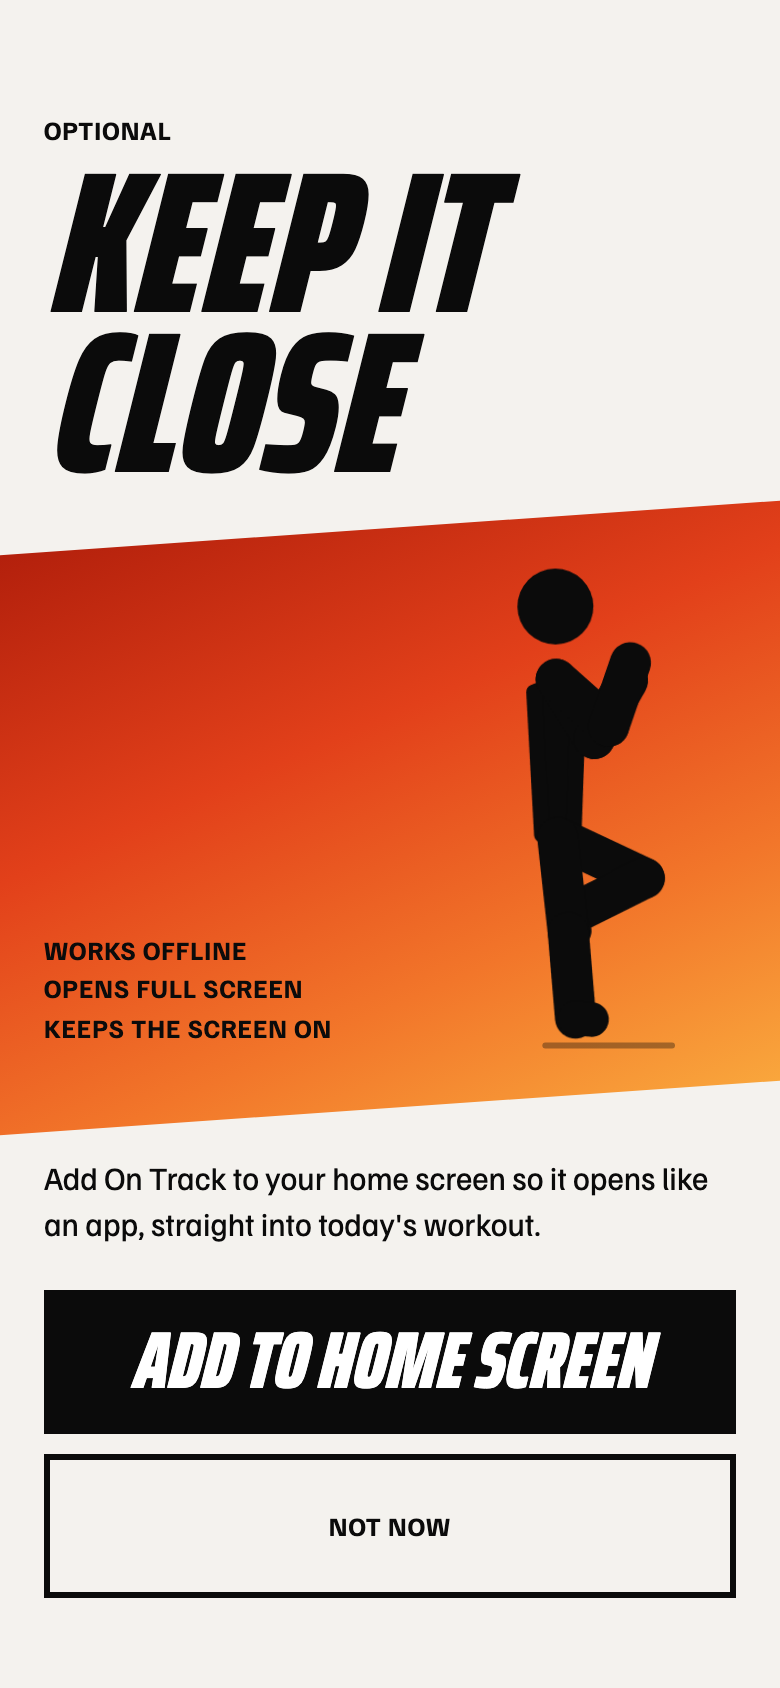 OPTIONAL
KEEP IT
CLOSE
WORKS OFFLINE
OPENS FULL SCREEN
KEEPS THE SCREEN ON
Add On Track to your home screen so it opens like
an app, straight into today's workout.
ADD TO HOME SCREEN
NOT NOW